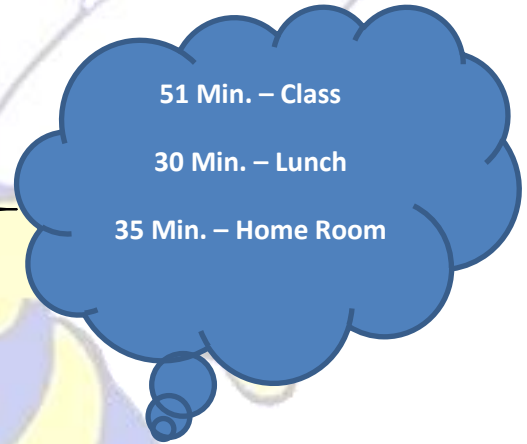 51 Min. – Class
30 Min. – Lunch
35 Min. – Home Room